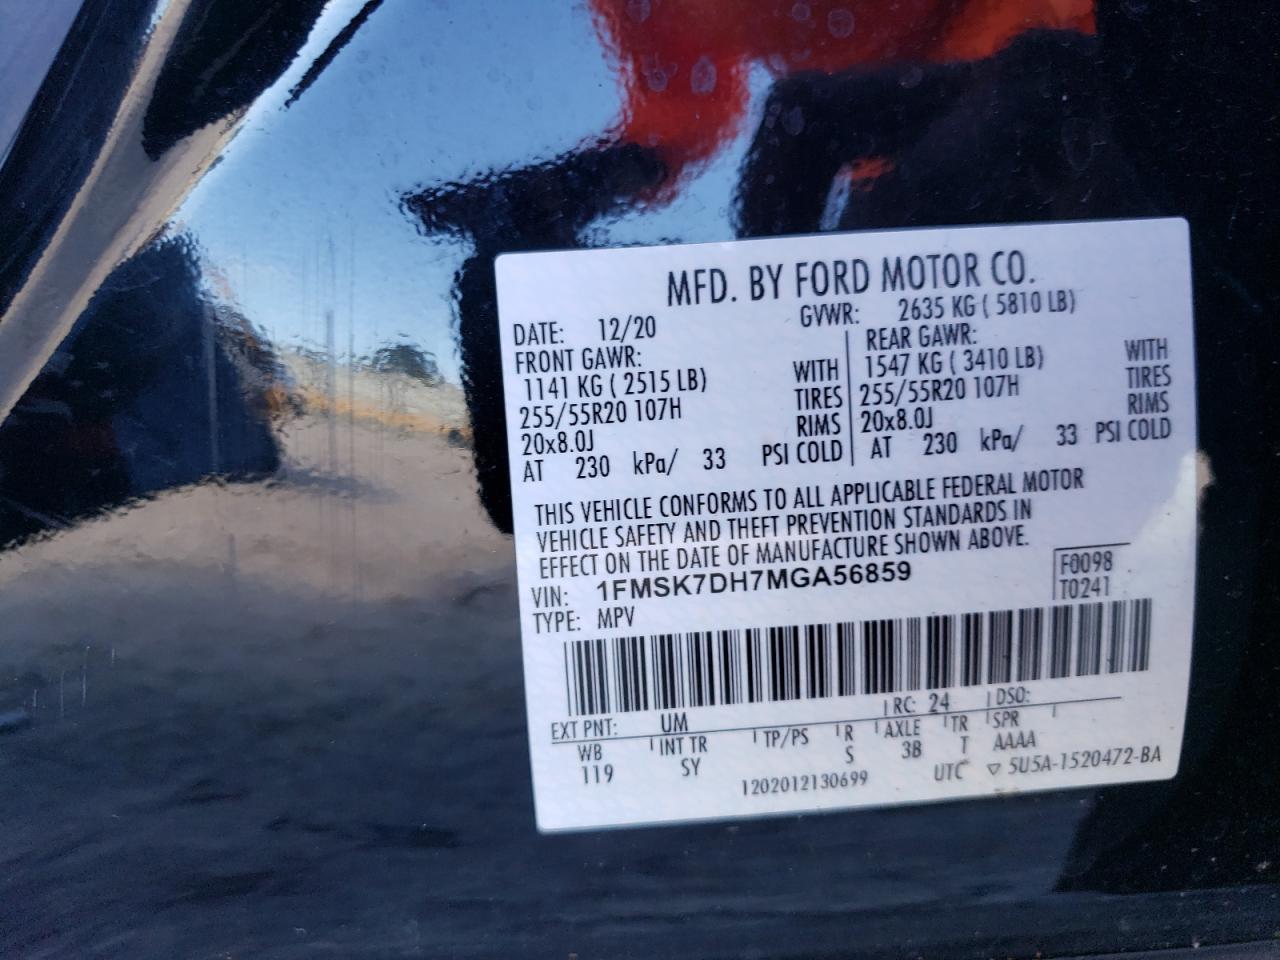 MFD. BY FORD MOTOR CO.
DATE: 12/20 GVWR: 2635 KG ( 5810 LB)
FRONT GAWR: REAR GAWR:
1141 KG ( 2515 LB) WITH 1547 KG ( 3410 LB) WITH
255/55R20 107H TIRES 255/55R20 107H TIRES
20x8.0J RIMS 20x8.0J RIMS
AT 230 kPa/ 33 PSI COLD AT 230 kPa/ 33 PSI COLD
THIS VEHICLE CONFORMS TO ALL APPLICABLE FEDERAL MOTOR
VEHICLE SAFETY AND THEFT PREVENTION STANDARDS IN
EFFECT ON THE DATE OF MANUFACTURE SHOWN ABOVE.
VIN: 1FMSK7DH7MGA56859 F0098
TYPE: MPV T0241
EXT PNT: UM RC: 24 DSO:
WB INT TR TP/PS R AXLE TR SPR
119 SY S 3B T AAAA
1202012130699 UTC ▽ 5U5A-1520472-BA